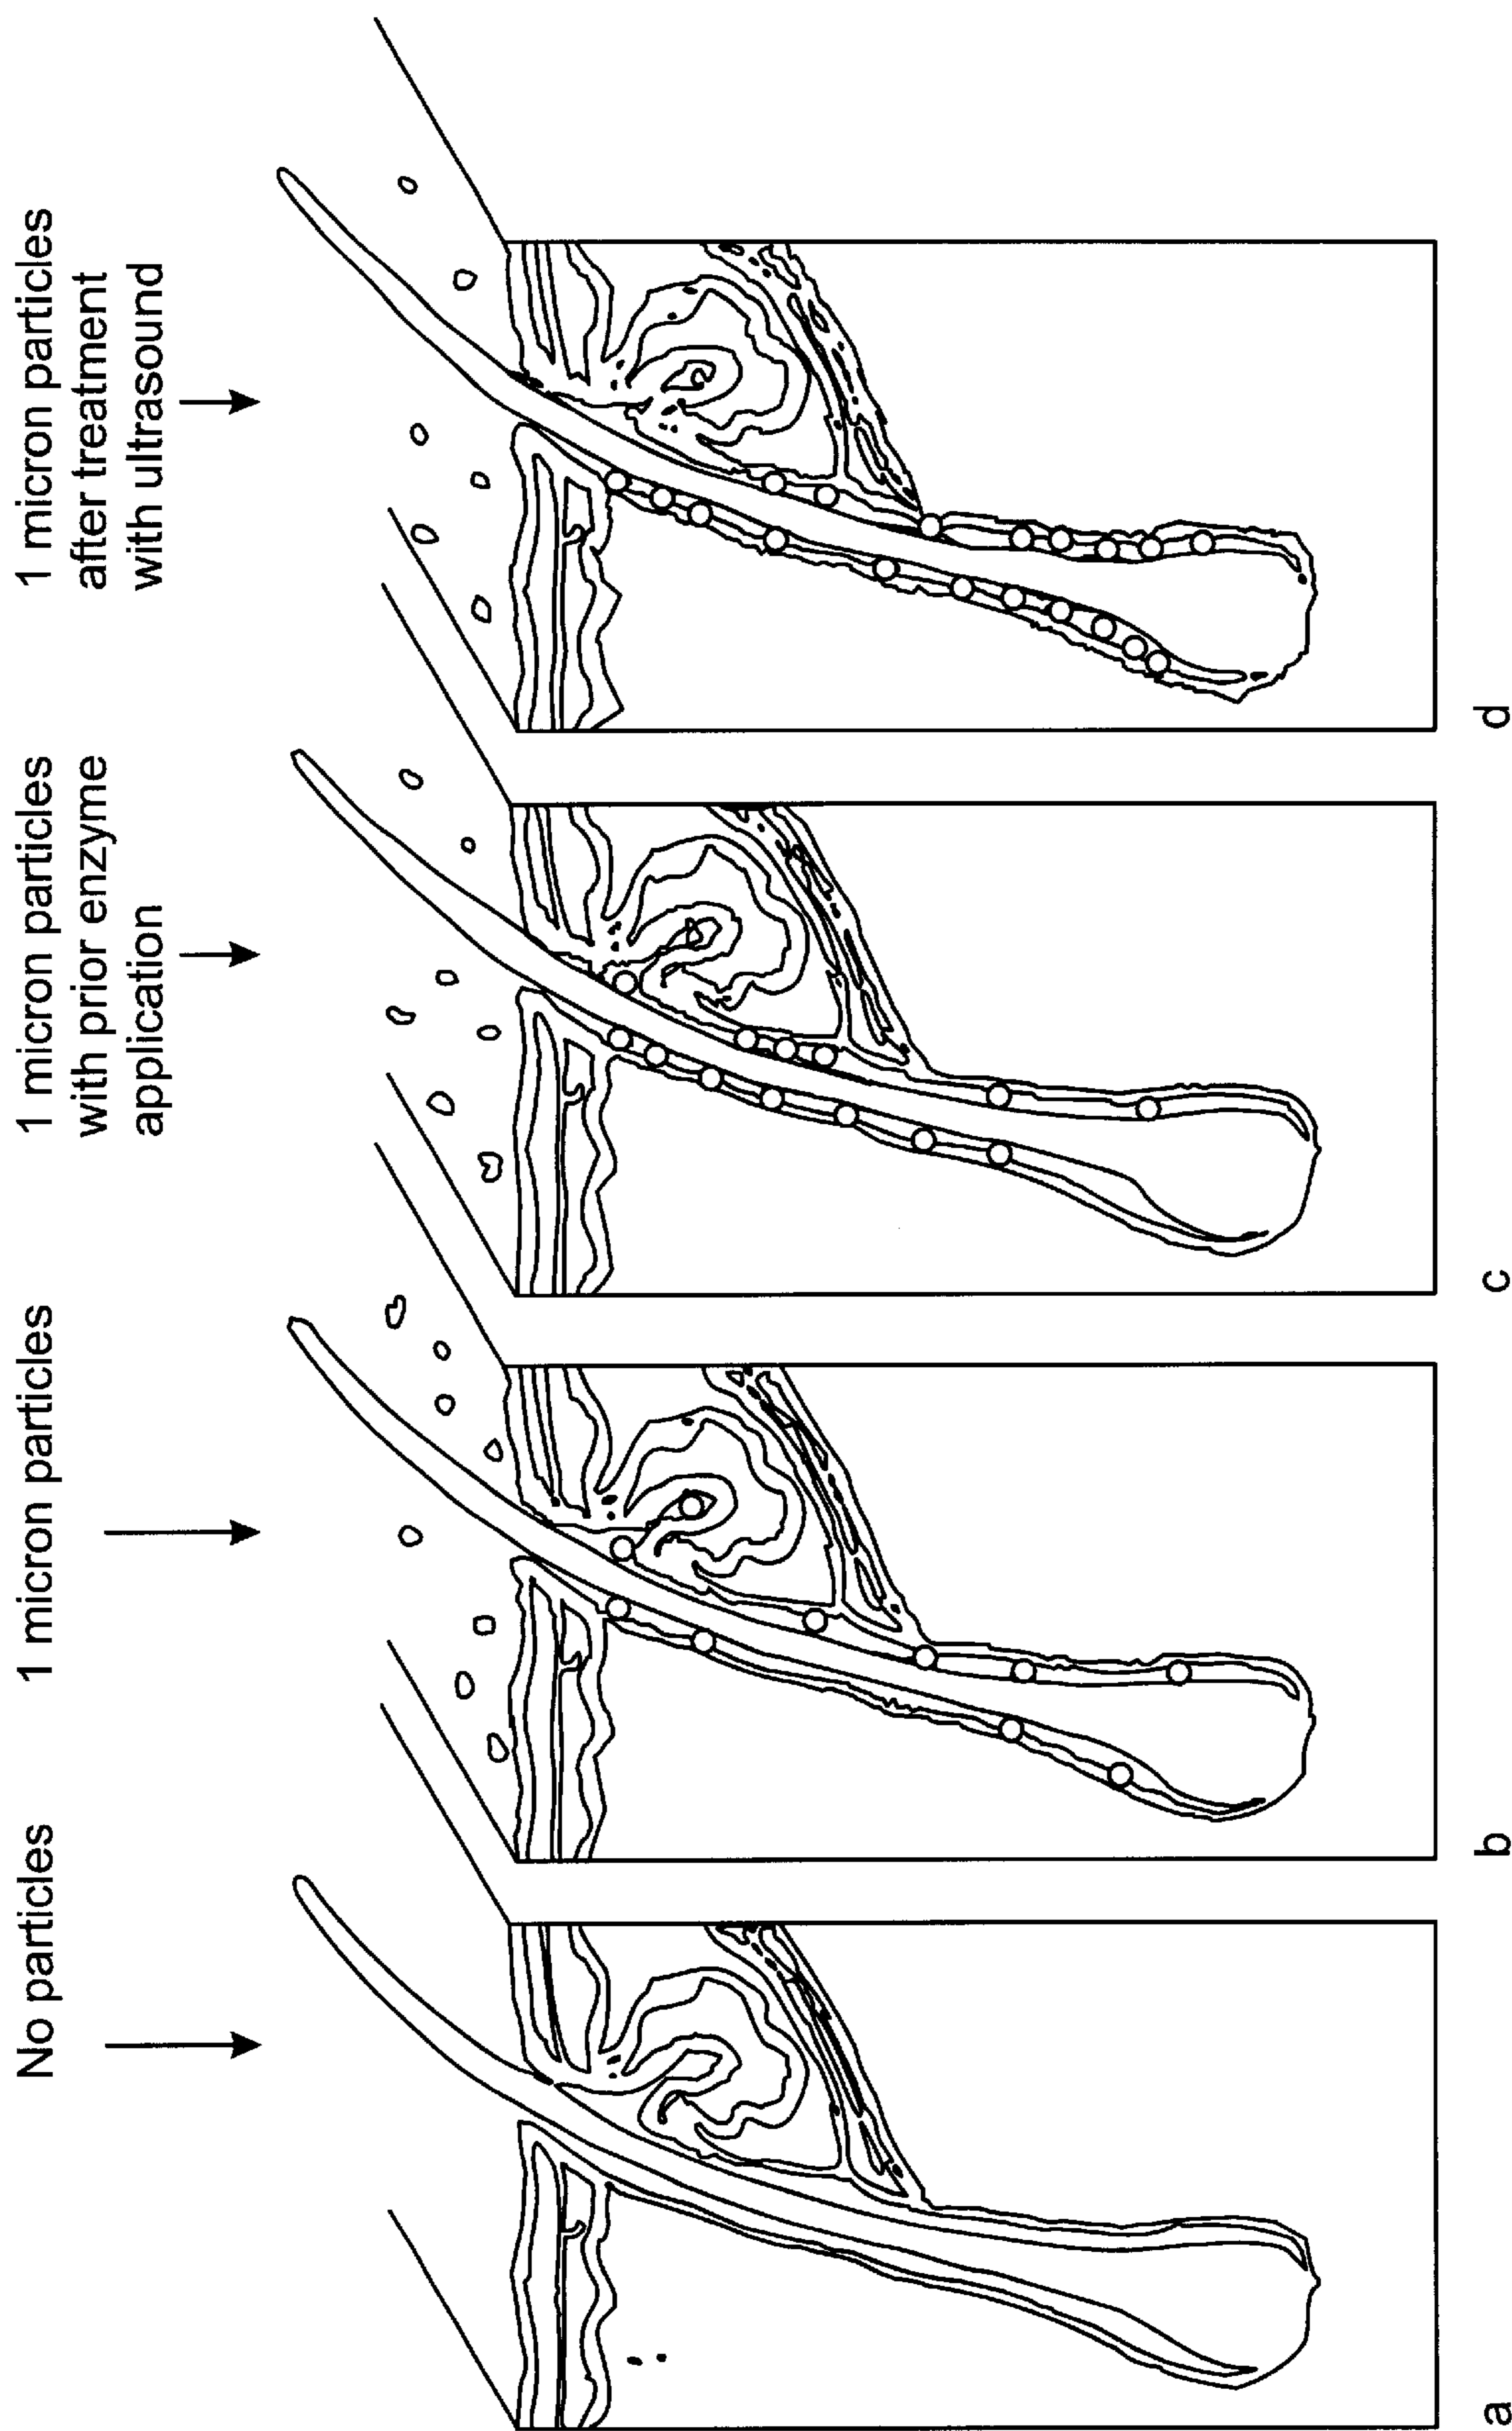 No particles
1 micron particles
1 micron particles
with prior enzyme
application
1 micron particles
after treatment
with ultrasound
a
b
c
d